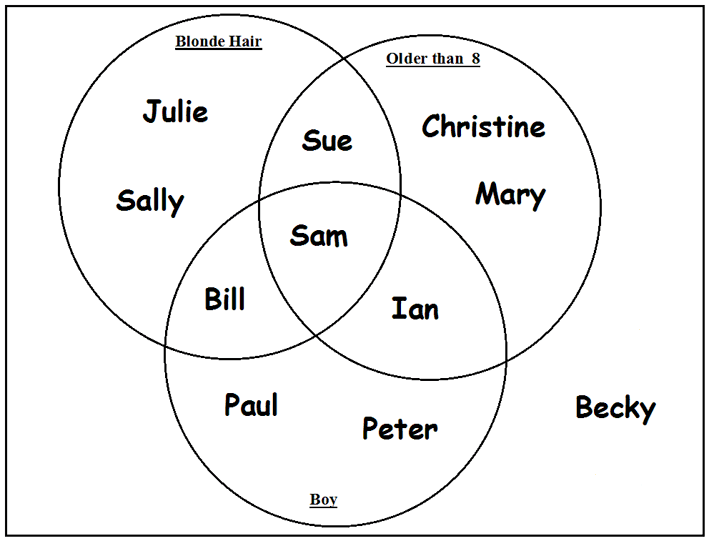 Blonde Hair
Older than 8
Julie
Christine
Sue
Mary
Sally
Sam
Bill
Ian
Paul
Peter
Becky
Boy